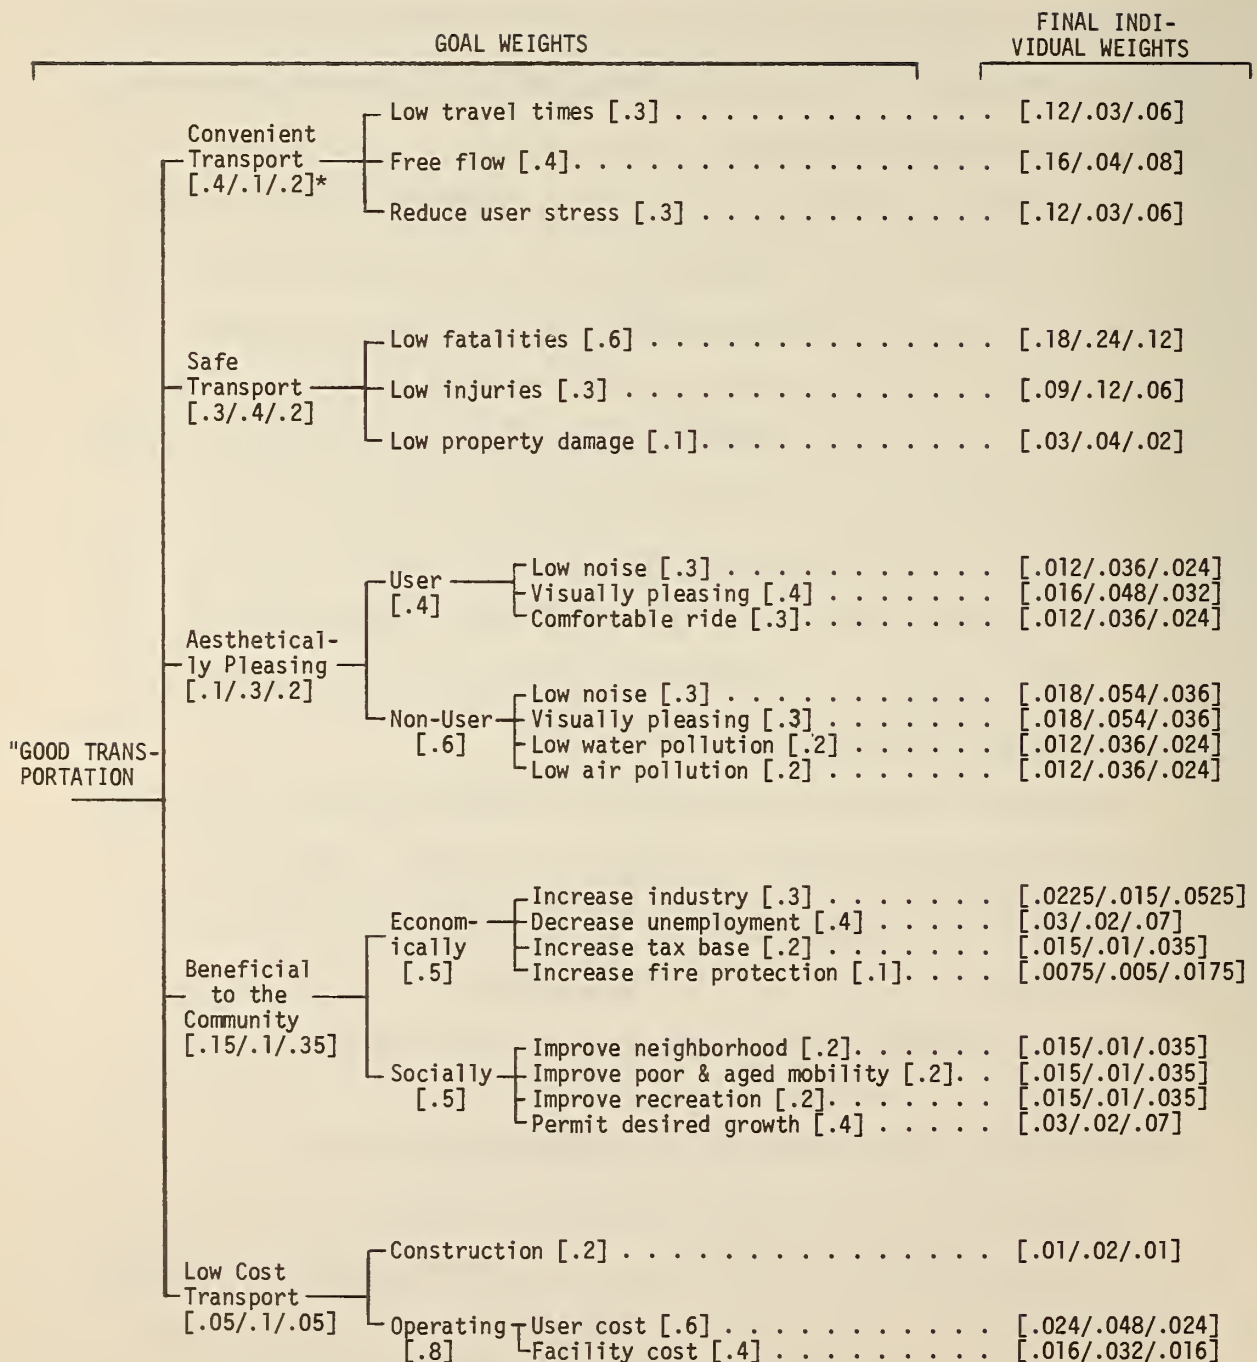 GOAL WEIGHTS
FINAL INDI-
VIDUAL WEIGHTS
Convenient
Transport
[.4/.1/.2]*
Low travel times [.3] . . . . . . . . . . . . . [.12/.03/.06]
Free flow [.4]. . . . . . . . . . . . . . . . . [.16/.04/.08]
Reduce user stress [.3] . . . . . . . . . . . . [.12/.03/.06]
Safe
Transport
[.3/.4/.2]
Low fatalities [.6] . . . . . . . . . . . . . . [.18/.24/.12]
Low injuries [.3] . . . . . . . . . . . . . . . [.09/.12/.06]
Low property damage [.1]. . . . . . . . . . . . [.03/.04/.02]
Aesthetical-
ly Pleasing
[.1/.3/.2]
User
[.4]
Low noise [.3] . . . . . . . . . . . [.012/.036/.024]
Visually pleasing [.4] . . . . . . . [.016/.048/.032]
Comfortable ride [.3]. . . . . . . . [.012/.036/.024]
Non-User
[.6]
Low noise [.3] . . . . . . . . . . . [.018/.054/.036]
Visually pleasing [.3] . . . . . . . [.018/.054/.036]
Low water pollution [.2] . . . . . . [.012/.036/.024]
Low air pollution [.2] . . . . . . . [.012/.036/.024]
"GOOD TRANS-
PORTATION
Beneficial
to the
Community
[.15/.1/.35]
Econom-
ically
[.5]
Increase industry [.3] . . . . . . . [.0225/.015/.0525]
Decrease unemployment [.4] . . . . . [.03/.02/.07]
Increase tax base [.2] . . . . . . . [.015/.01/.035]
Increase fire protection [.1]. . . . [.0075/.005/.0175]
Socially
[.5]
Improve neighborhood [.2]. . . . . . [.015/.01/.035]
Improve poor & aged mobility [.2]. . [.015/.01/.035]
Improve recreation [.2]. . . . . . . [.015/.01/.035]
Permit desired growth [.4] . . . . . [.03/.02/.07]
Low Cost
Transport
[.05/.1/.05]
Construction [.2] . . . . . . . . . . . . . . . [.01/.02/.01]
Operating
[.8]
User cost [.6] . . . . . . . . . . . [.024/.048/.024]
Facility cost [.4] . . . . . . . . . [.016/.032/.016]